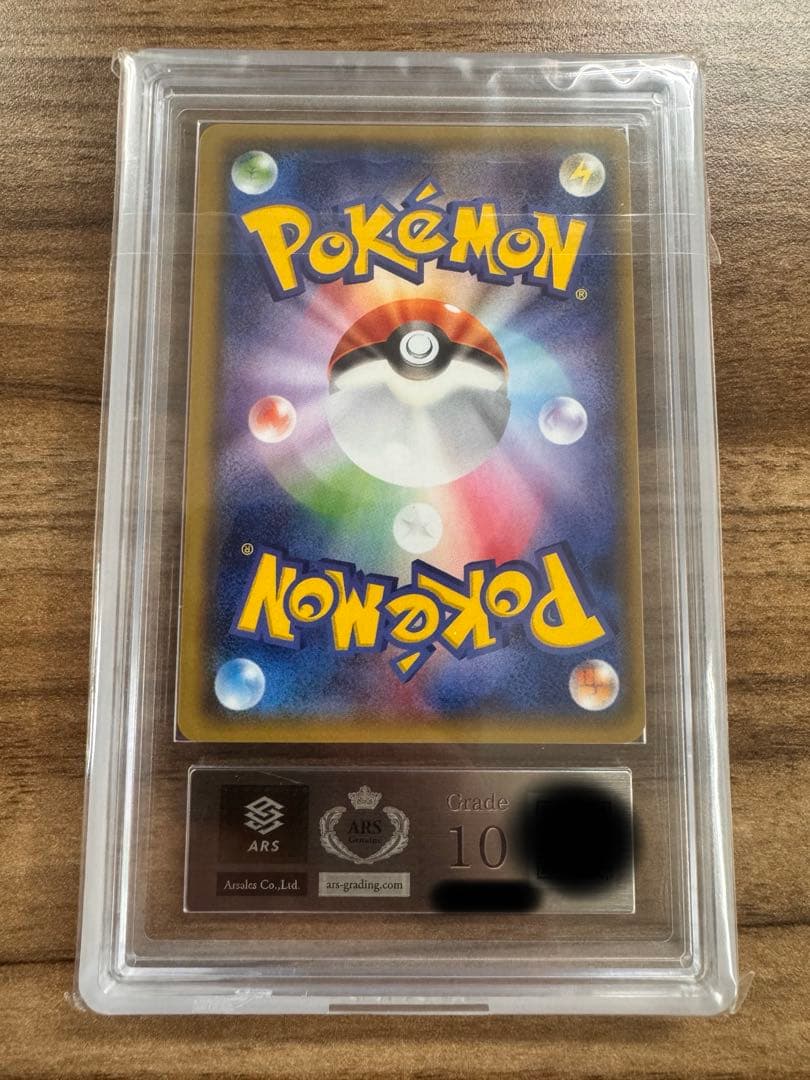 POKéMON
®
®
POKéMON
ARS
ARS
Genuine
Grade
10
Arsales Co.,Ltd.
ars-grading.com